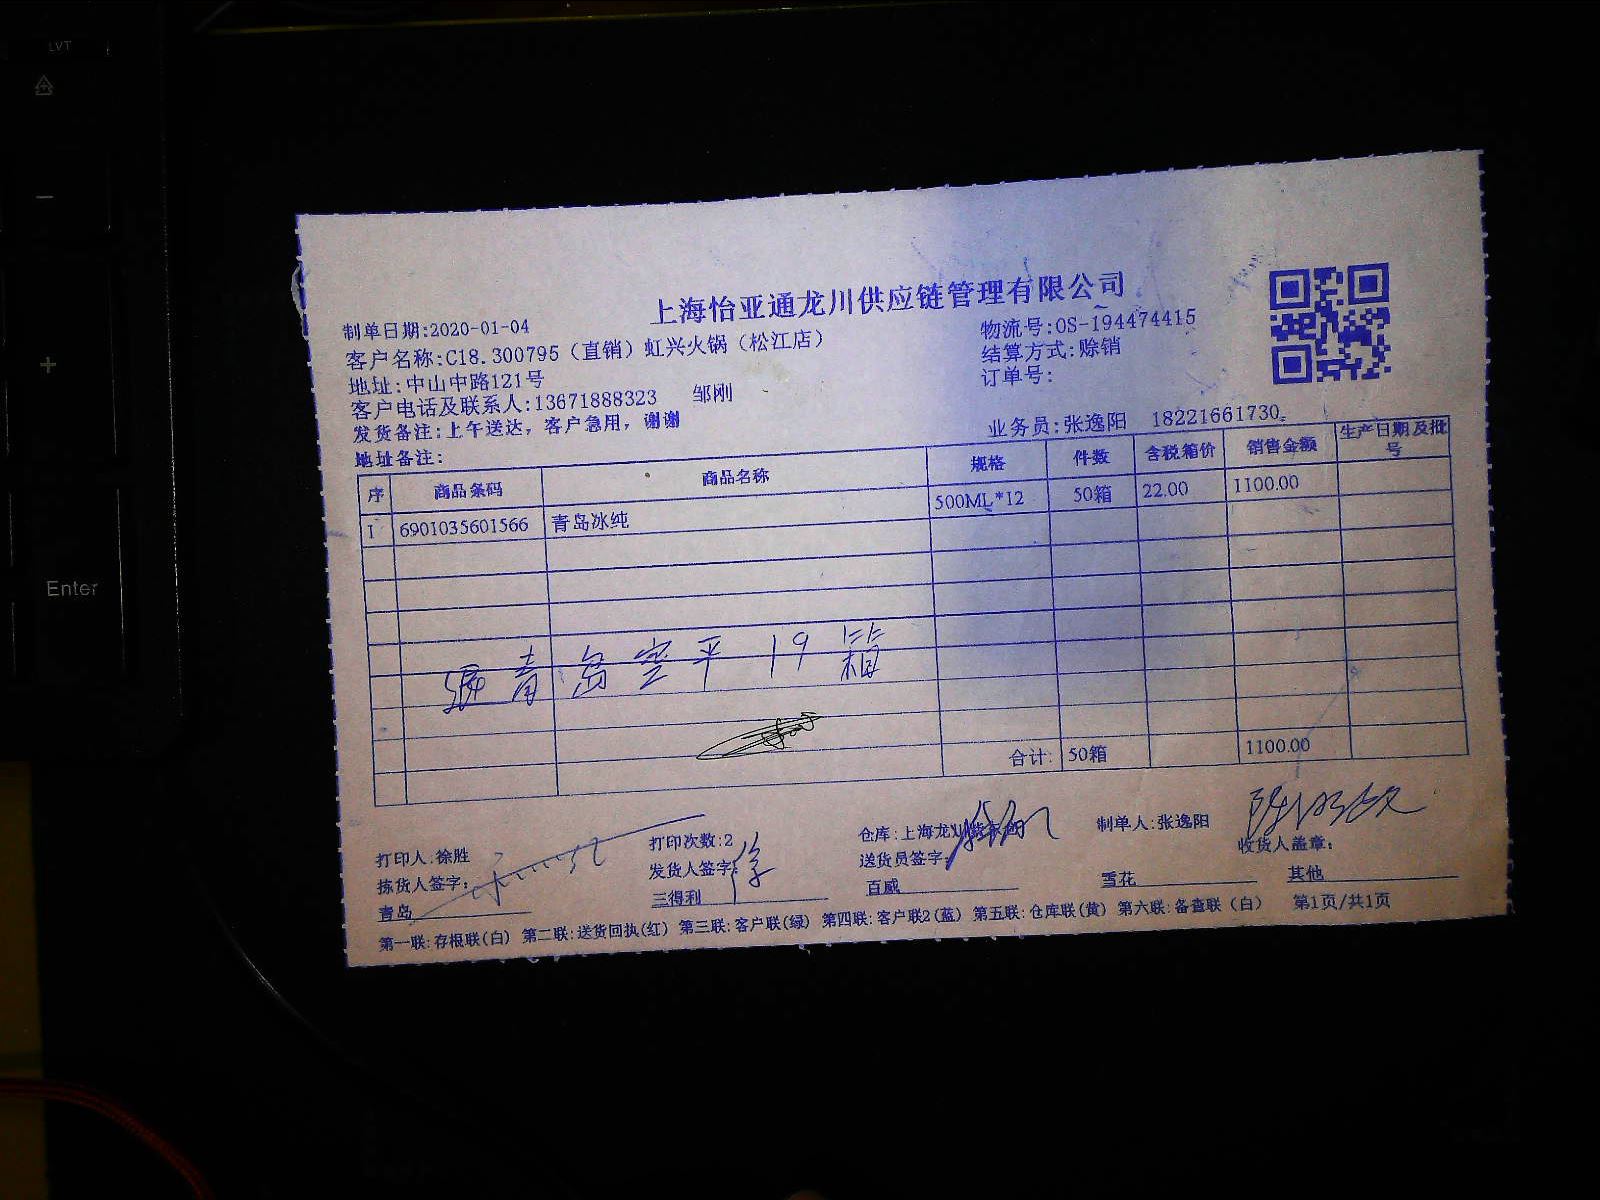 LVT
Enter
上海怡亚通龙川供应链管理有限公司
制单日期:2020-01-04
物流号:OS-194474415
客户名称:C18.300795（直销）虹兴火锅（松江店）
结算方式:赊销
地址:中山中路121号
订单号:
客户电话及联系人:13671888323 邹刚
发货备注:上午送达，客户急用，谢谢
业务员:张逸阳 18221661730。
地址备注:
序 商品条码 商品名称 规格 件数 含税箱价 销售金额 生产日期及批号
1 6901035601566 青岛冰纯 500ML*12 50箱 22.00 1100.00
青岛空平19箱
合计: 50箱 1100.00
打印人:徐胜 打印次数:2 仓库:上海龙川 制单人:张逸阳
拣货人签字: 发货人签字: 送货员签字: 收货人盖章:
青岛 三得利 百威 雪花 其他
第一联:存根联(白) 第二联:送货回执(红) 第三联:客户联(绿) 第四联:客户联2(蓝) 第五联:仓库联(黄) 第六联:备查联（白） 第1页/共1页